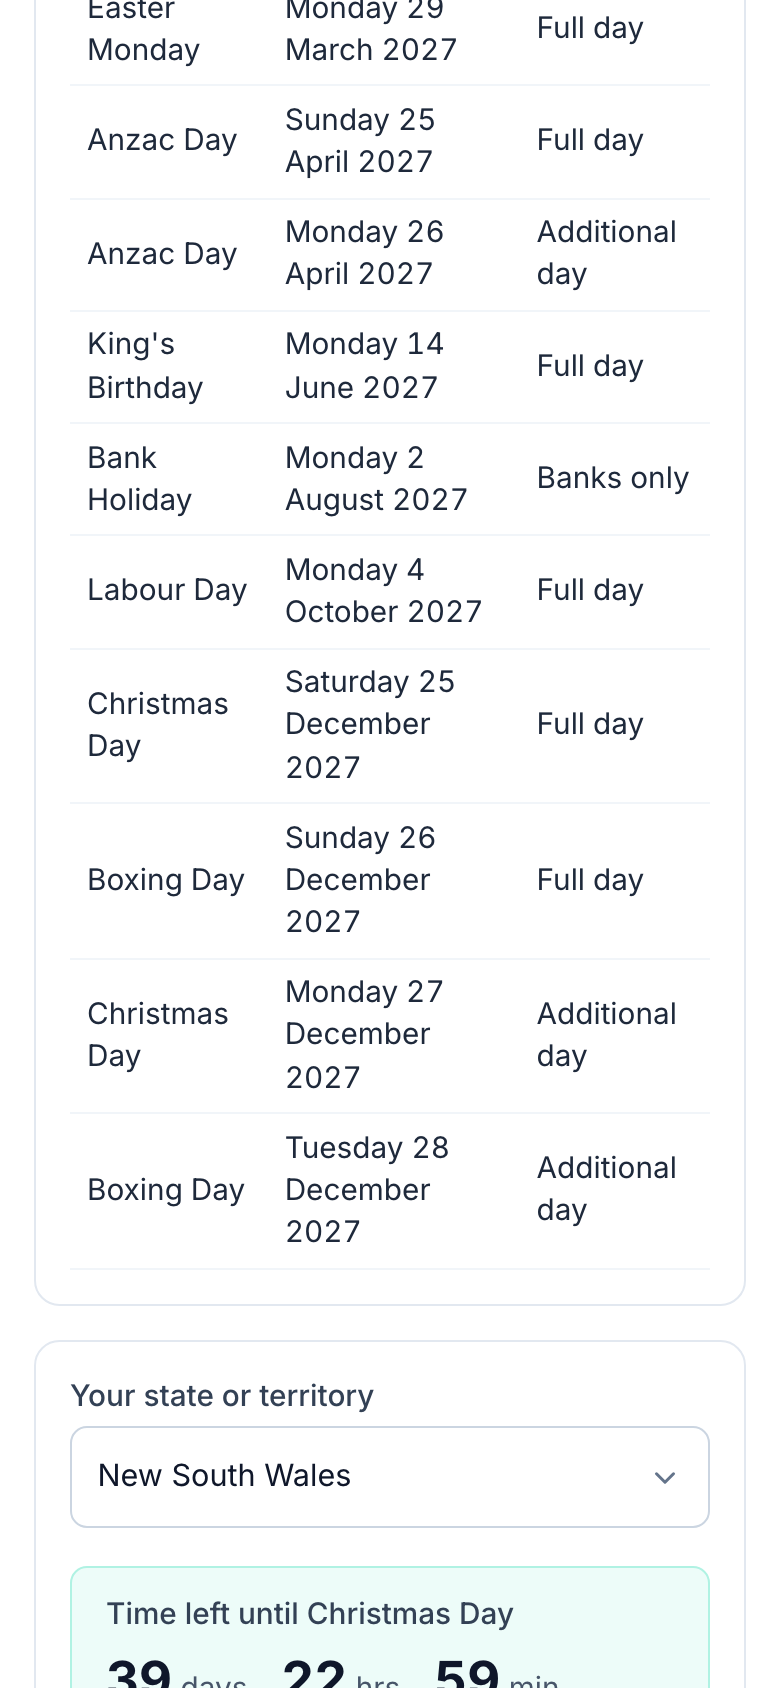 Easter
Monday
Monday 29
March 2027
Full day
Anzac Day
Sunday 25
April 2027
Full day
Anzac Day
Monday 26
April 2027
Additional
day
King's
Birthday
Monday 14
June 2027
Full day
Bank
Holiday
Monday 2
August 2027
Banks only
Labour Day
Monday 4
October 2027
Full day
Christmas
Day
Saturday 25
December
2027
Full day
Boxing Day
Sunday 26
December
2027
Full day
Christmas
Day
Monday 27
December
2027
Additional
day
Boxing Day
Tuesday 28
December
2027
Additional
day
Your state or territory
New South Wales
Time left until Christmas Day
39 days 22 hrs 59 min